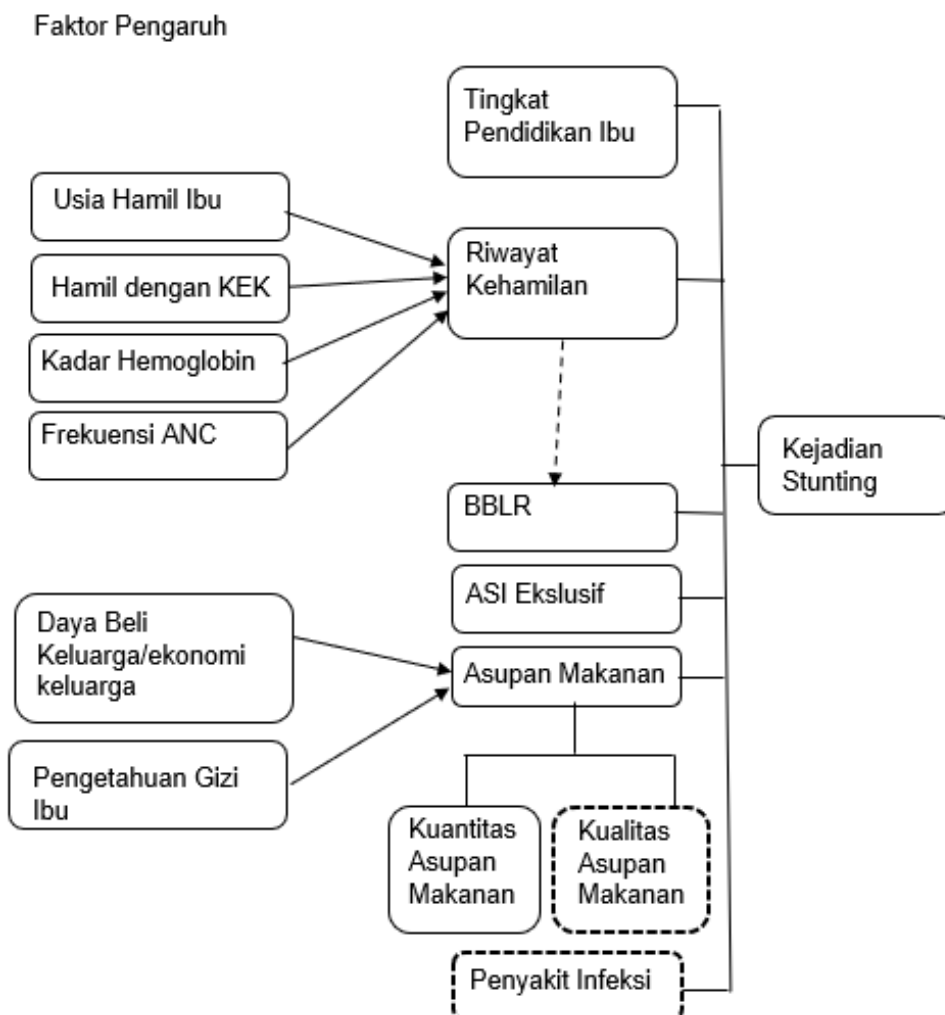 Faktor Pengaruh
Tingkat
Pendidikan Ibu
Usia Hamil Ibu
Hamil dengan KEK
Kadar Hemoglobin
Frekuensi ANC
Riwayat
Kehamilan
Kejadian
Stunting
BBLR
ASI Ekslusif
Daya Beli
Keluarga/ekonomi
keluarga
Asupan Makanan
Pengetahuan Gizi
Ibu
Kuantitas
Asupan
Makanan
Kualitas
Asupan
Makanan
Penyakit Infeksi